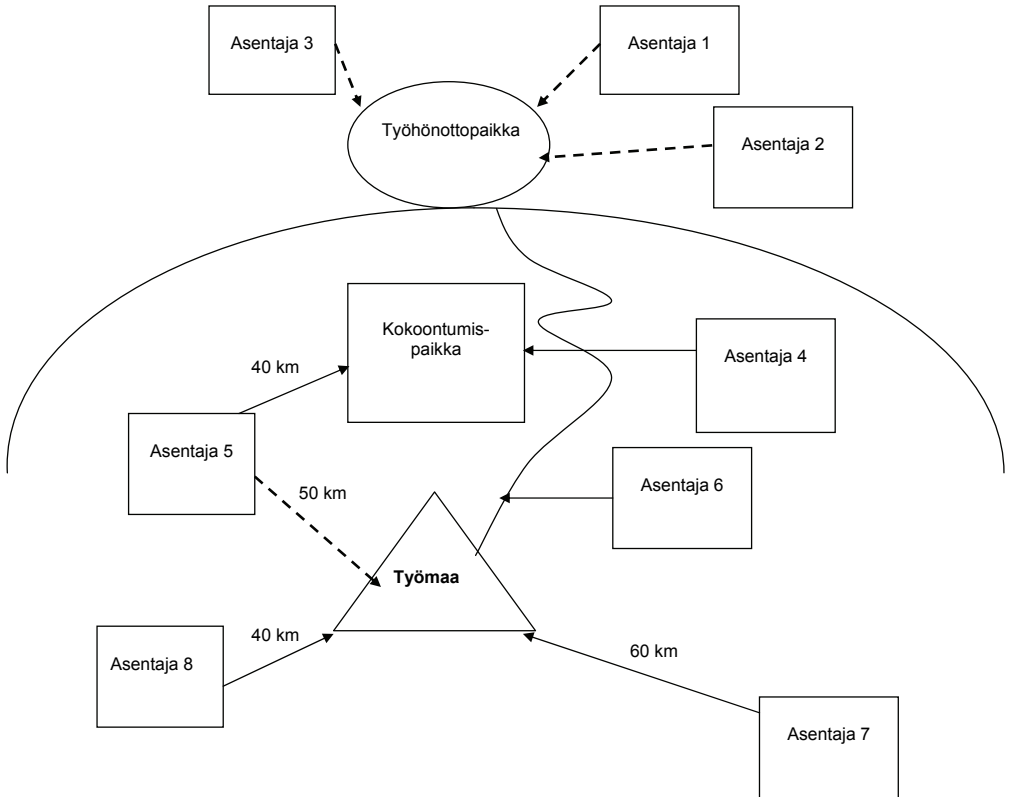 Asentaja 3
Asentaja 1
Työhönottopaikka
Asentaja 2
Kokoontumis-
paikka
Asentaja 4
40 km
Asentaja 5
50 km
Asentaja 6
Työmaa
40 km
Asentaja 8
60 km
Asentaja 7